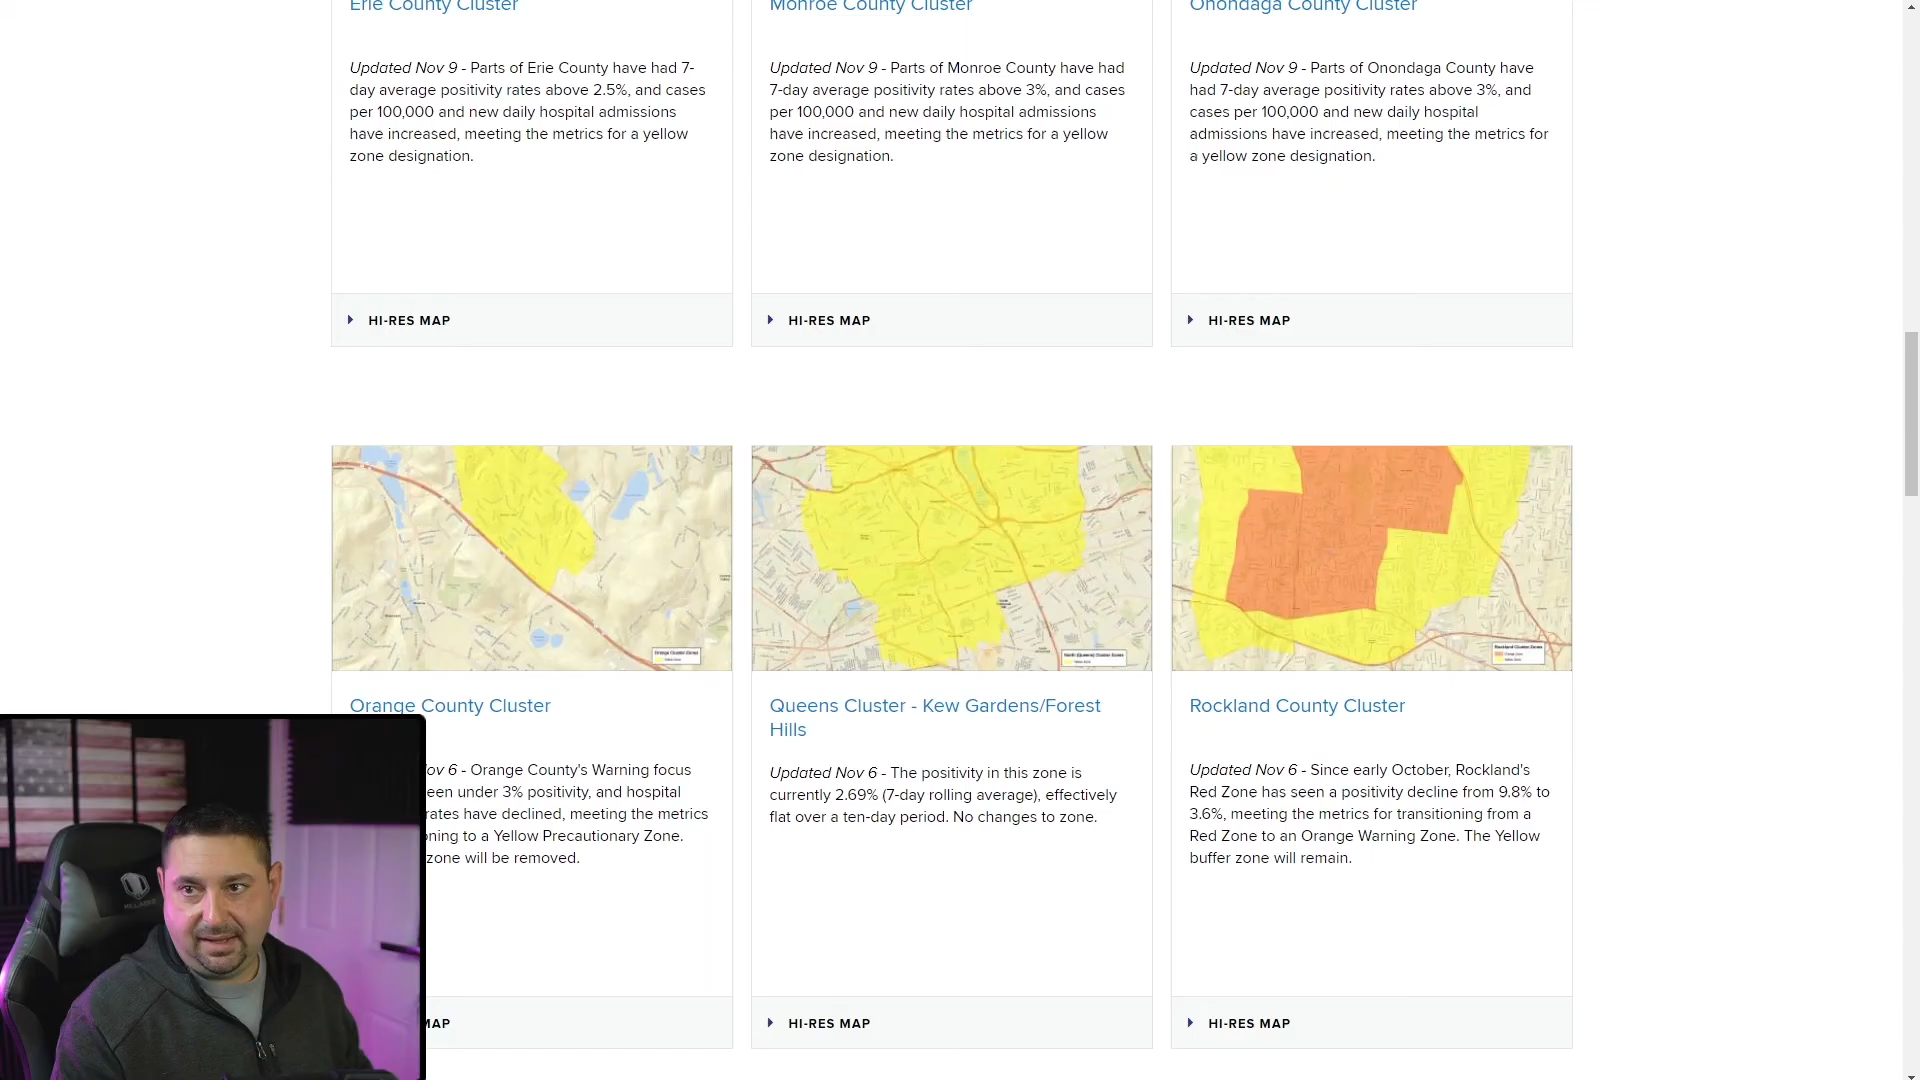 Erie County Cluster
Monroe County Cluster
Onondaga County Cluster
Updated Nov 9 - Parts of Erie County have had 7-
day average positivity rates above 2.5%, and cases
per 100,000 and new daily hospital admissions
have increased, meeting the metrics for a yellow
zone designation.
Updated Nov 9 - Parts of Monroe County have had
7-day average positivity rates above 3%, and cases
per 100,000 and new daily hospital admissions
have increased, meeting the metrics for a yellow
zone designation.
Updated Nov 9 - Parts of Onondaga County have
had 7-day average positivity rates above 3%, and
cases per 100,000 and new daily hospital
admissions have increased, meeting the metrics for
a yellow zone designation.
HI-RES MAP
HI-RES MAP
HI-RES MAP
Orange County Cluster
ov 6 - Orange County's Warning focus
een under 3% positivity, and hospital
rates have declined, meeting the metrics
oning to a Yellow Precautionary Zone.
zone will be removed.
Queens Cluster - Kew Gardens/Forest
Hills
Updated Nov 6 - The positivity in this zone is
currently 2.69% (7-day rolling average), effectively
flat over a ten-day period. No changes to zone.
Rockland County Cluster
Updated Nov 6 - Since early October, Rockland's
Red Zone has seen a positivity decline from 9.8% to
3.6%, meeting the metrics for transitioning from a
Red Zone to an Orange Warning Zone. The Yellow
buffer zone will remain.
MAP
HI-RES MAP
HI-RES MAP